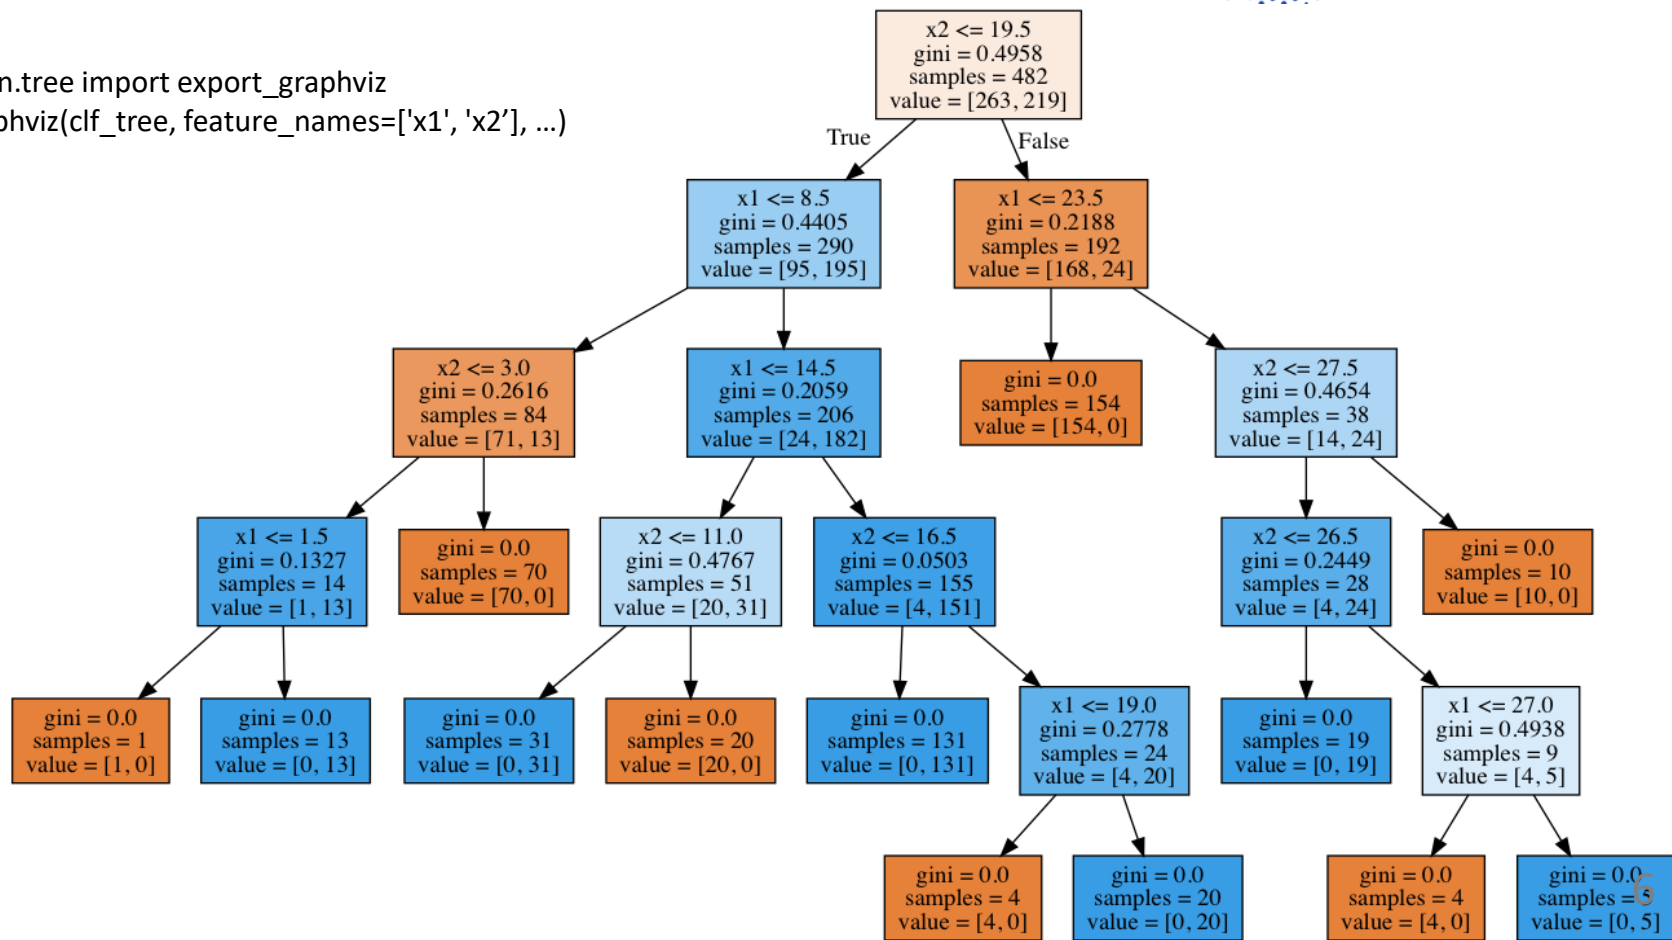 n.tree import export_graphviz
phviz(clf_tree, feature_names=['x1', 'x2’], …)
x2 <= 19.5
gini = 0.4958
samples = 482
value = [263, 219]
True
False
x1 <= 8.5
gini = 0.4405
samples = 290
value = [95, 195]
x1 <= 23.5
gini = 0.2188
samples = 192
value = [168, 24]
x2 <= 3.0
gini = 0.2616
samples = 84
value = [71, 13]
x1 <= 14.5
gini = 0.2059
samples = 206
value = [24, 182]
gini = 0.0
samples = 154
value = [154, 0]
x2 <= 27.5
gini = 0.4654
samples = 38
value = [14, 24]
x1 <= 1.5
gini = 0.1327
samples = 14
value = [1, 13]
gini = 0.0
samples = 70
value = [70, 0]
x2 <= 11.0
gini = 0.4767
samples = 51
value = [20, 31]
x2 <= 16.5
gini = 0.0503
samples = 155
value = [4, 151]
x2 <= 26.5
gini = 0.2449
samples = 28
value = [4, 24]
gini = 0.0
samples = 10
value = [10, 0]
gini = 0.0
samples = 1
value = [1, 0]
gini = 0.0
samples = 13
value = [0, 13]
gini = 0.0
samples = 31
value = [0, 31]
gini = 0.0
samples = 20
value = [20, 0]
gini = 0.0
samples = 131
value = [0, 131]
x1 <= 19.0
gini = 0.2778
samples = 24
value = [4, 20]
gini = 0.0
samples = 19
value = [0, 19]
x1 <= 27.0
gini = 0.4938
samples = 9
value = [4, 5]
gini = 0.0
samples = 4
value = [4, 0]
gini = 0.0
samples = 20
value = [0, 20]
gini = 0.0
samples = 4
value = [4, 0]
gini = 0.0
samples = 5
value = [0, 5]
6